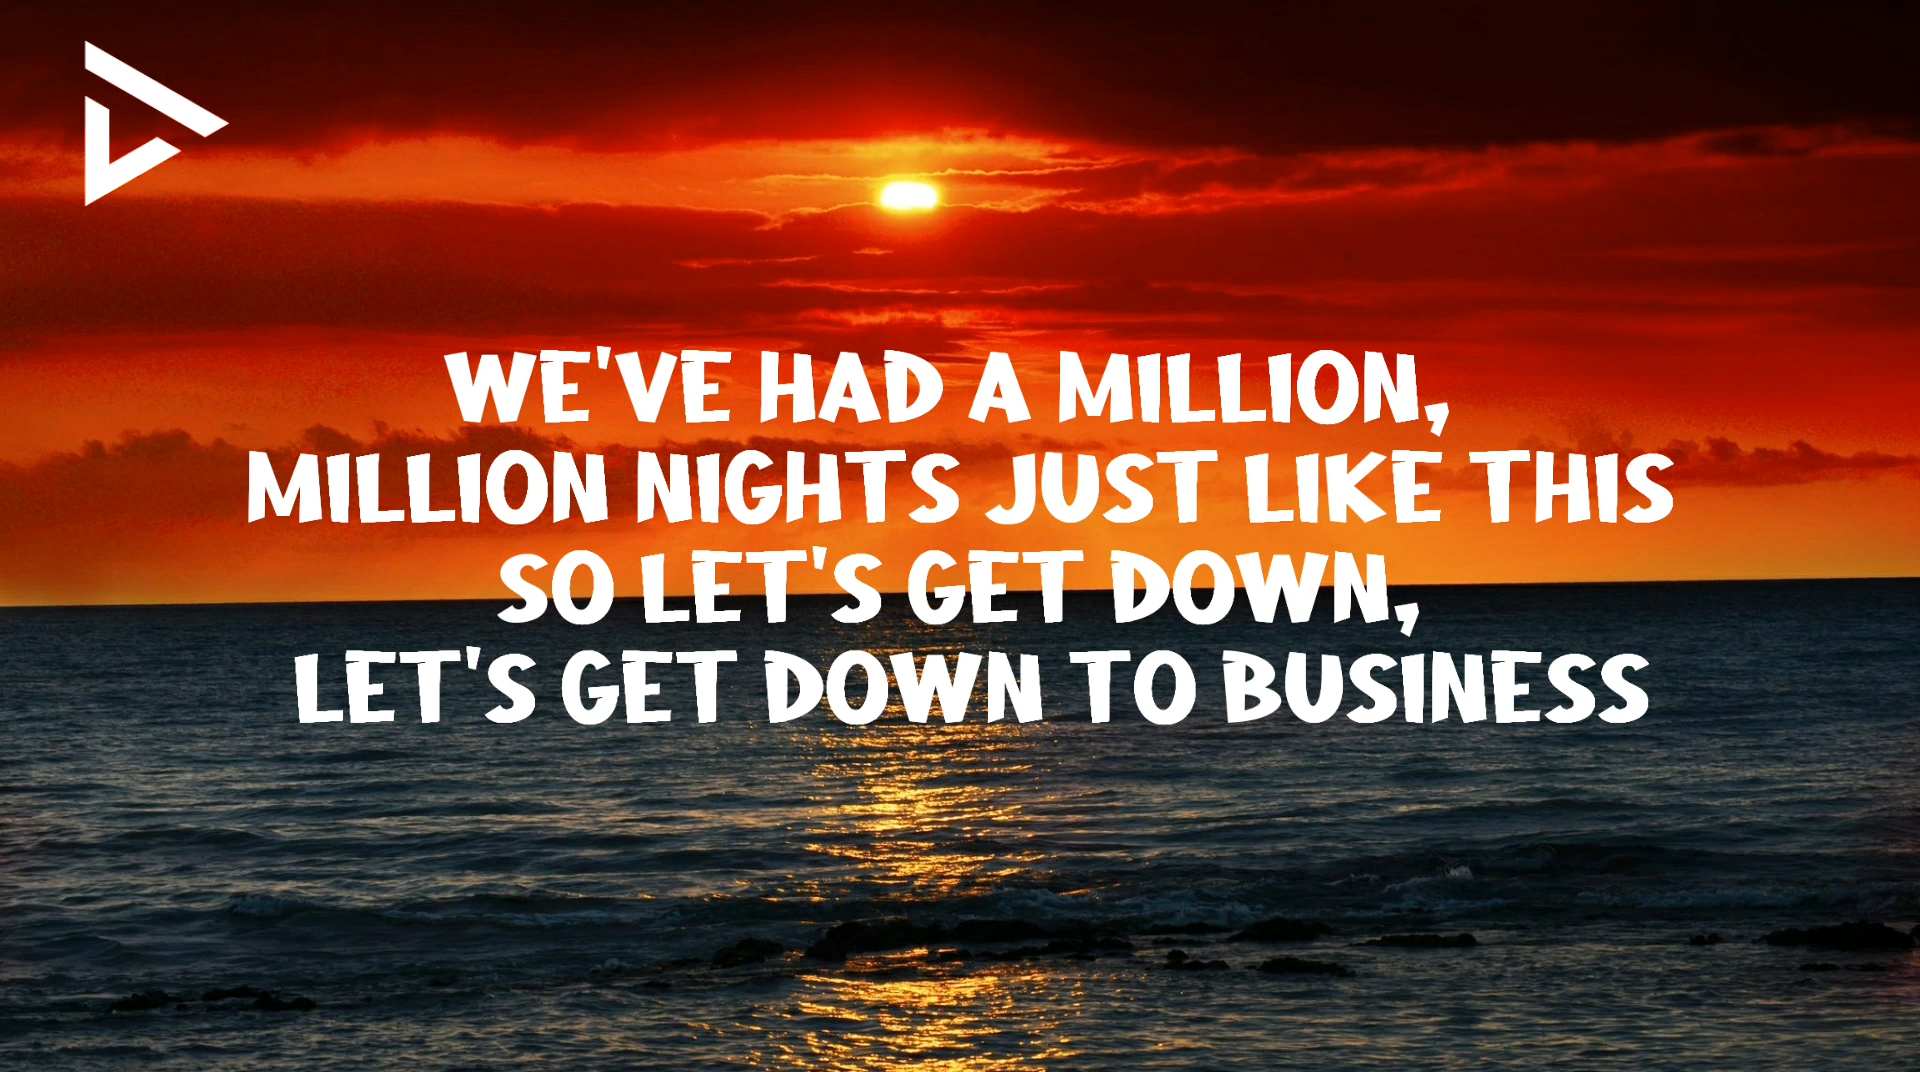 WE'VE HAD A MILLION,
MILLION NIGHTS JUST LIKE THIS
SO LET'S GET DOWN,
LET'S GET DOWN TO BUSINESS